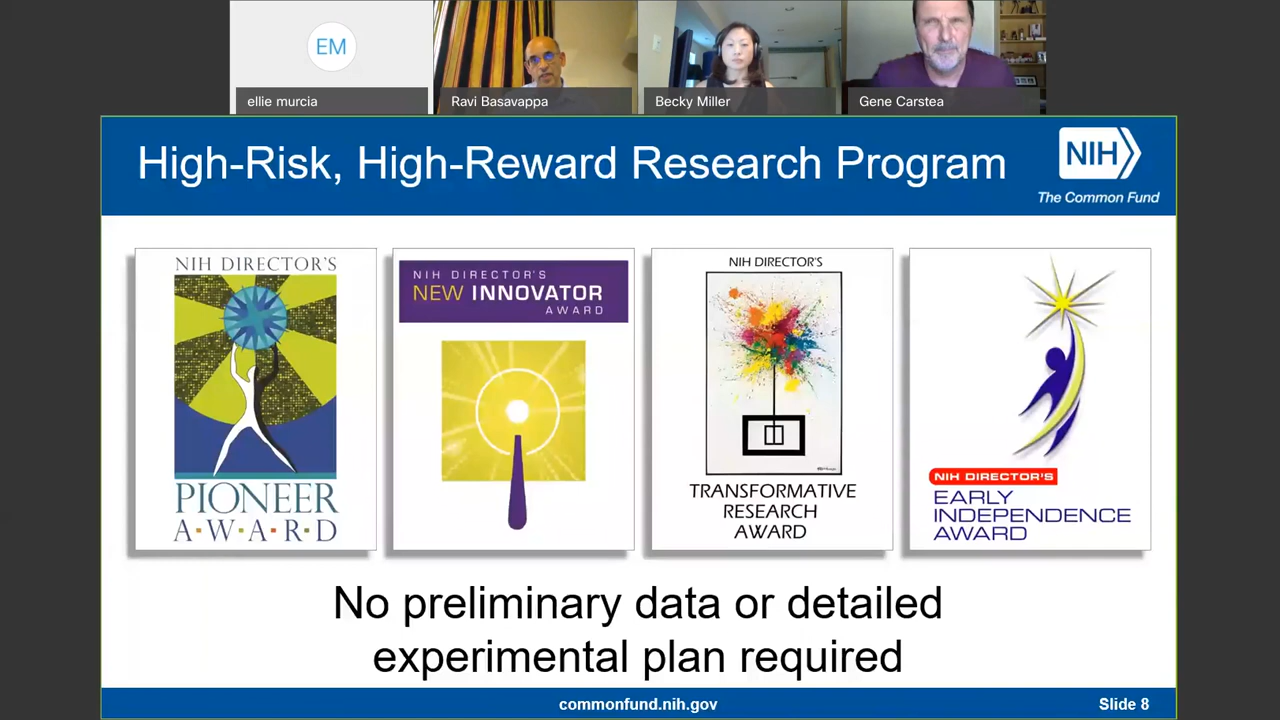 EM
ellie murcia
Ravi Basavappa
Becky Miller
Gene Carstea
High-Risk, High-Reward Research Program
NIH
The Common Fund
NIH DIRECTOR'S
PIONEER
A·W·A·R·D
NIH DIRECTOR'S
NEW INNOVATOR
AWARD
NIH DIRECTOR'S
TRANSFORMATIVE
RESEARCH
AWARD
NIH DIRECTOR'S
EARLY
INDEPENDENCE
AWARD
No preliminary data or detailed
experimental plan required
commonfund.nih.gov
Slide 8